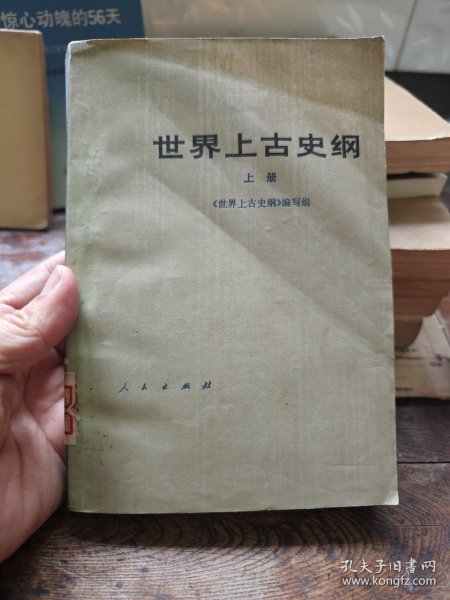 惊心动魄的56天
世界上古史纲
上册
《世界上古史纲》编写组
人民出版社
孔夫子旧书网
www.kongfz.com